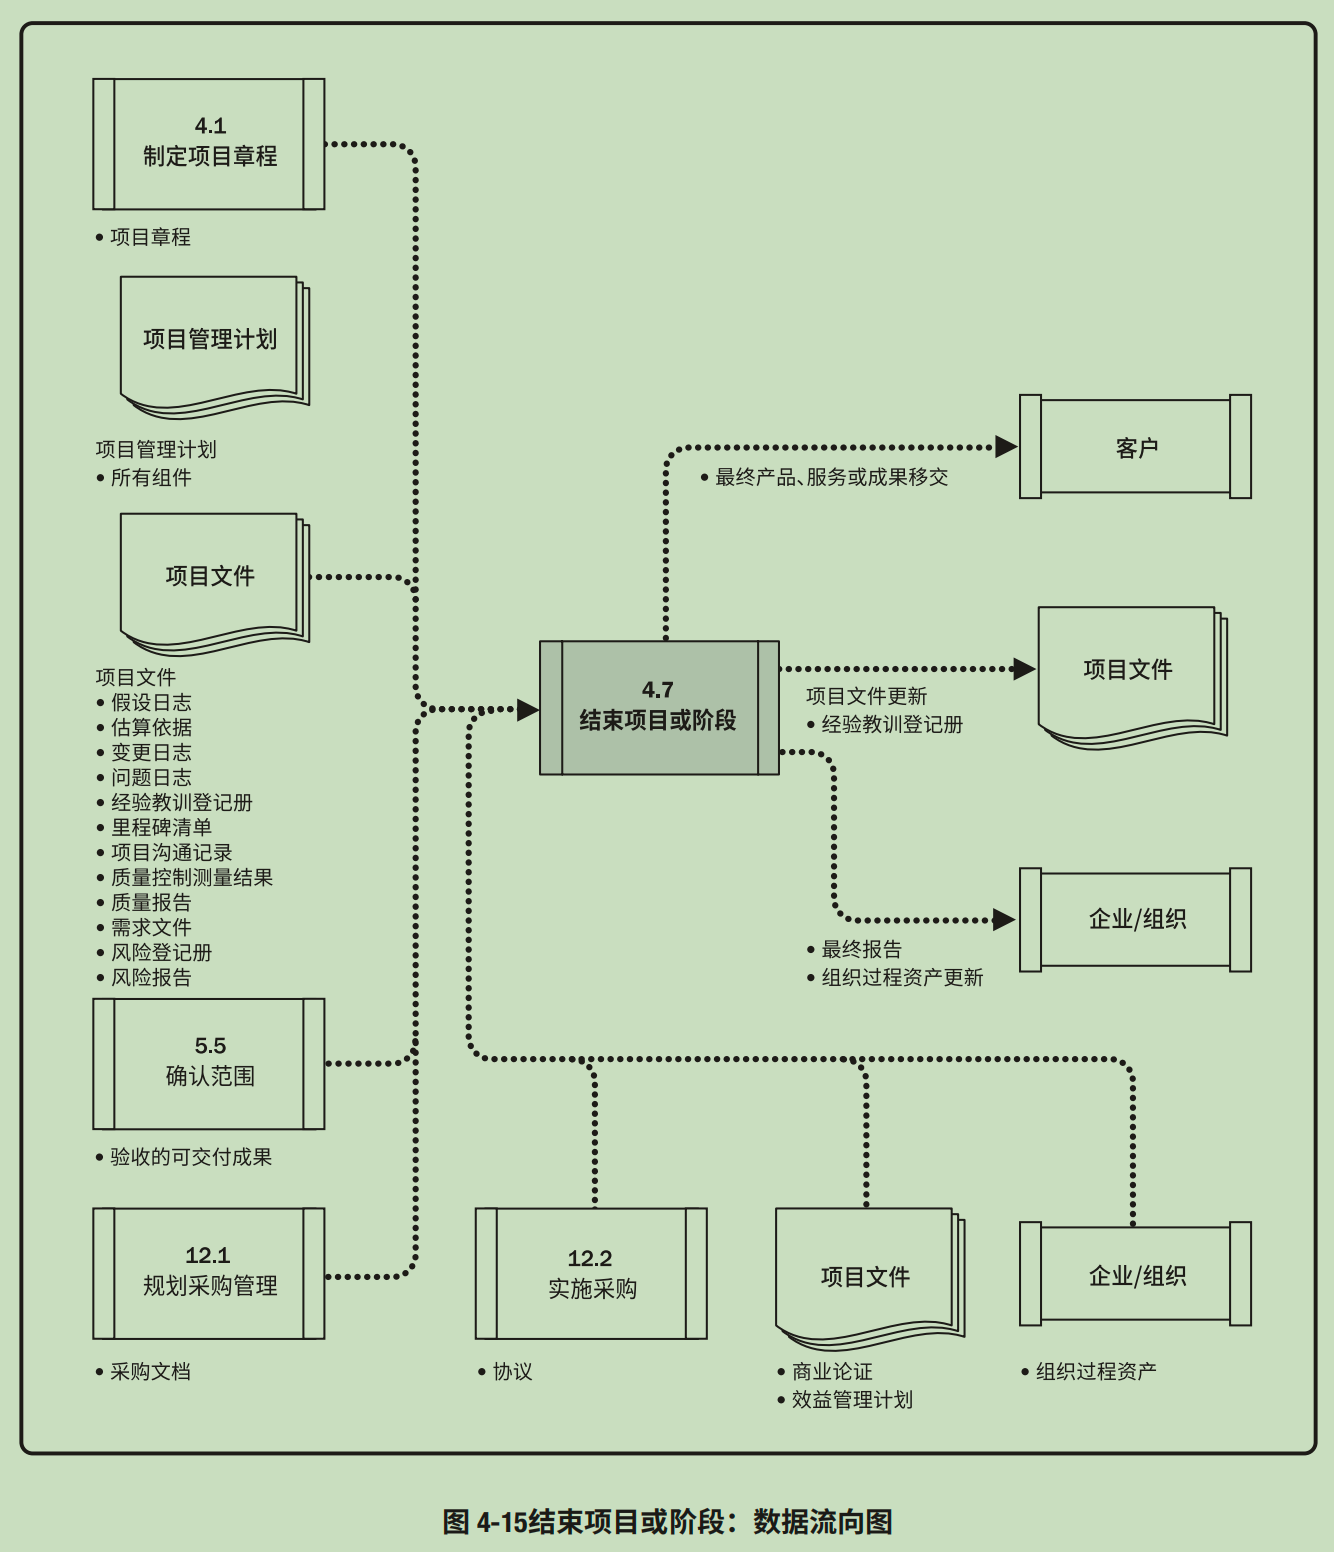 4.1
制定项目章程
• 项目章程
项目管理计划
项目管理计划
• 所有组件
项目文件
项目文件
• 假设日志
• 估算依据
• 变更日志
• 问题日志
• 经验教训登记册
• 里程碑清单
• 项目沟通记录
• 质量控制测量结果
• 质量报告
• 需求文件
• 风险登记册
• 风险报告
5.5
确认范围
• 验收的可交付成果
12.1
规划采购管理
• 采购文档
4.7
结束项目或阶段
客户
• 最终产品、服务或成果移交
项目文件
项目文件更新
• 经验教训登记册
企业/组织
• 最终报告
• 组织过程资产更新
12.2
实施采购
• 协议
项目文件
• 商业论证
• 效益管理计划
企业/组织
• 组织过程资产
图 4-15结束项目或阶段：数据流向图